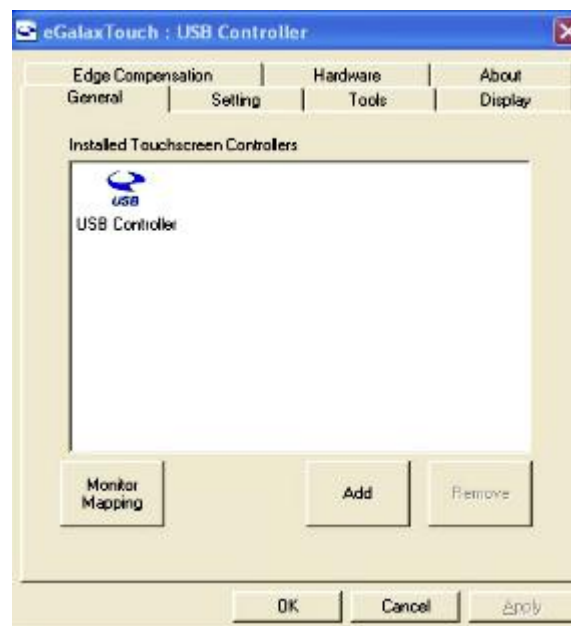 eGalaxTouch : USB Controller
Edge Compensation Hardware About
General Setting Tools Display
Installed Touchscreen Controllers
USB
USB Controller
Monitor
Mapping
Add
Remove
OK Cancel Apply